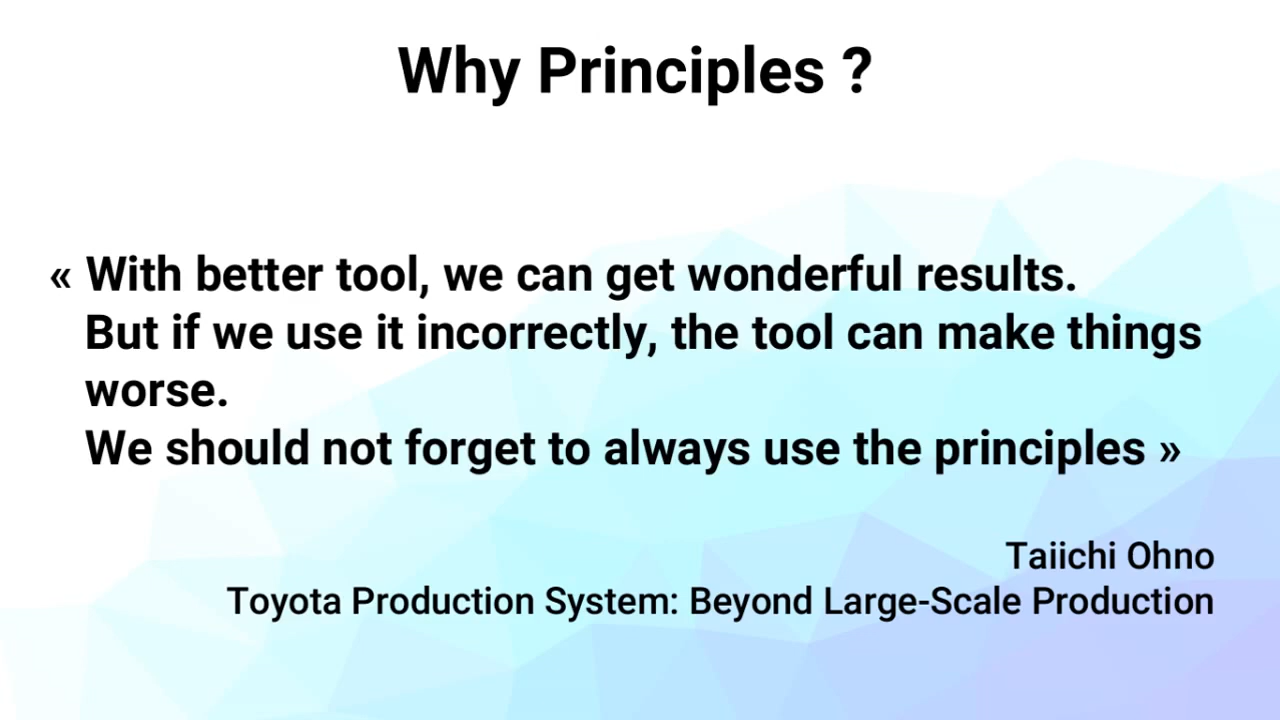 Why Principles ?
« With better tool, we can get wonderful results.
But if we use it incorrectly, the tool can make things
worse.
We should not forget to always use the principles »
Taiichi Ohno
Toyota Production System: Beyond Large-Scale Production